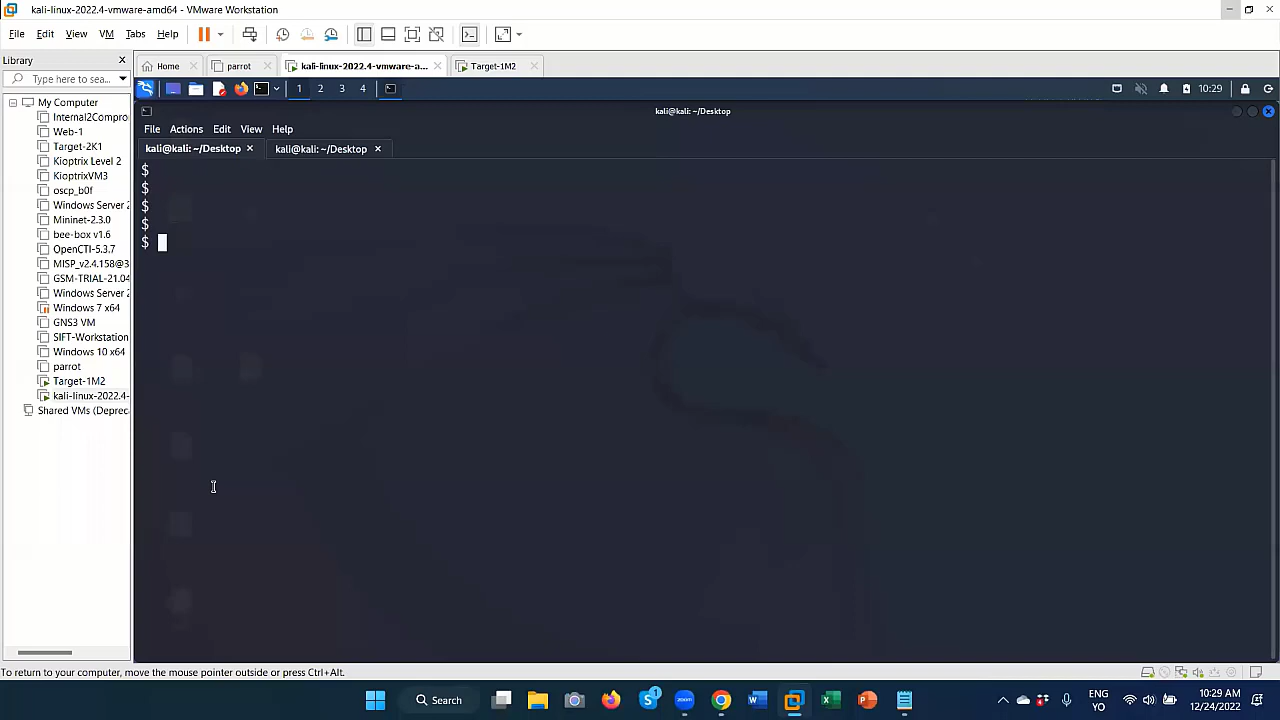 kali-linux-2022.4-vmware-amd64 - VMware Workstation
File Edit View VM Tabs Help
Library
Type here to sea...
My Computer
Internal2Compro
Web-1
Target-2K1
Kioptrix Level 2
KioptrixVM3
oscp_b0f
Windows Server 2
Mininet-2.3.0
bee-box v1.6
OpenCTI-5.3.7
MISP_v2.4.158@3
GSM-TRIAL-21.04
Windows Server 2
Windows 7 x64
GNS3 VM
SIFT-Workstation
Windows 10 x64
parrot
Target-1M2
kali-linux-2022.4-
Shared VMs (Deprec
Home parrot kali-linux-2022.4-vmware-a... Target-1M2
1 2 3 4 10:29
kali@kali: ~/Desktop
File Actions Edit View Help
kali@kali: ~/Desktop kali@kali: ~/Desktop
$
$
$
$
$
To return to your computer, move the mouse pointer outside or press Ctrl+Alt.
Search
1
ENG
YO
10:29 AM
12/24/2022